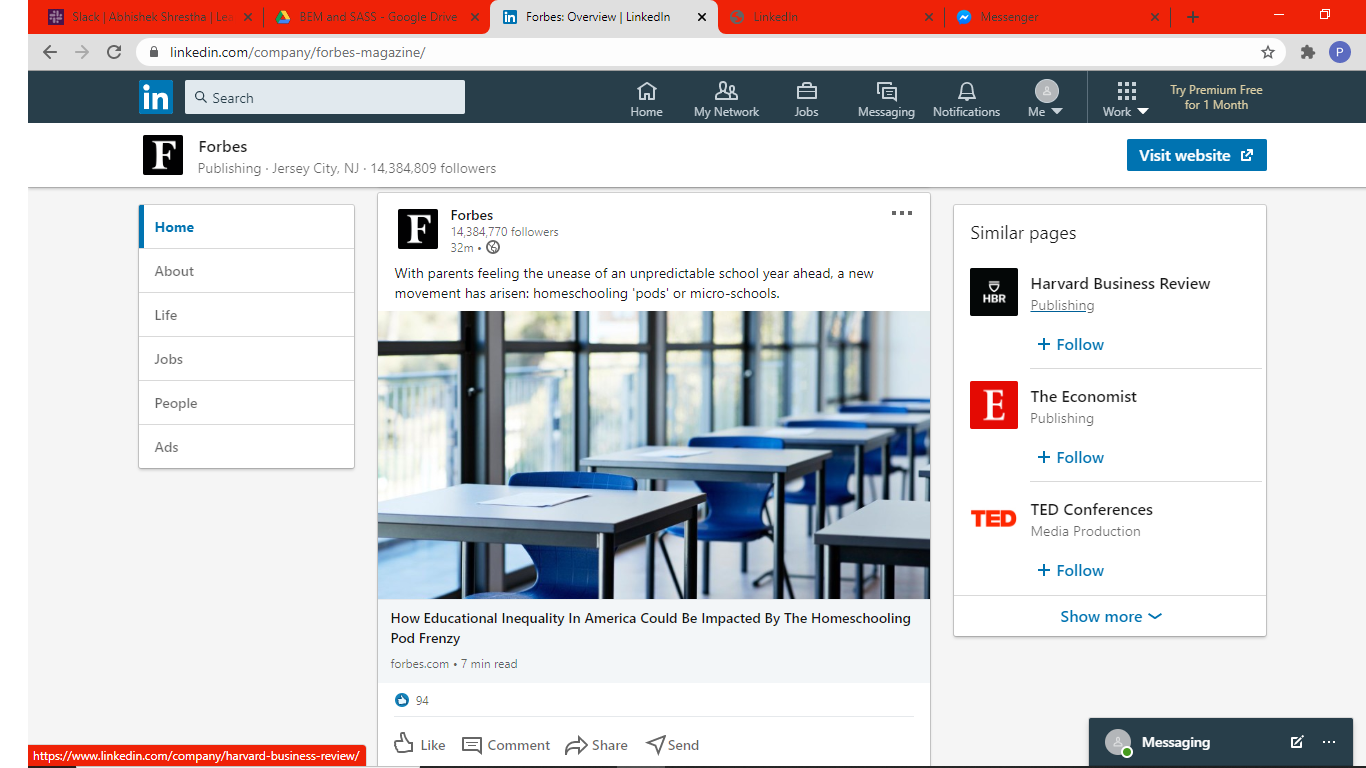 Slack | Abhishek Shrestha | Lea
BEM and SASS - Google Drive
Forbes: Overview | LinkedIn
LinkedIn
Messenger
linkedin.com/company/forbes-magazine/
P
in
Search
Home
My Network
Jobs
Messaging
Notifications
Me
Work
Try Premium Free
for 1 Month
F
Forbes
Publishing · Jersey City, NJ · 14,384,809 followers
Visit website
Home
About
Life
Jobs
People
Ads
F
Forbes
14,384,770 followers
32m •
With parents feeling the unease of an unpredictable school year ahead, a new
movement has arisen: homeschooling 'pods' or micro-schools.
How Educational Inequality In America Could Be Impacted By The Homeschooling
Pod Frenzy
forbes.com • 7 min read
94
Like
Comment
Share
Send
Similar pages
HBR
Harvard Business Review
Publishing
+ Follow
E
The Economist
Publishing
+ Follow
TED
TED Conferences
Media Production
+ Follow
Show more
Messaging
https://www.linkedin.com/company/harvard-business-review/